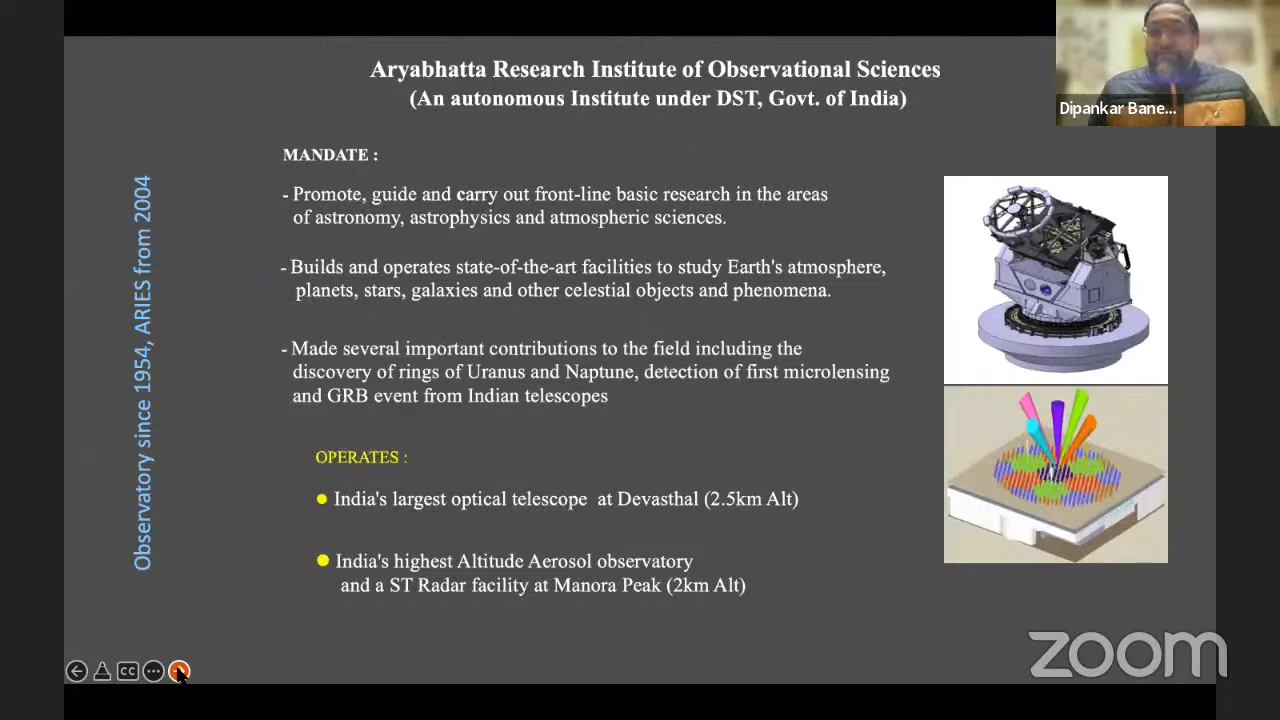 Aryabhatta Research Institute of Observational Sciences
(An autonomous Institute under DST, Govt. of India)
Dipankar Bane...
Observatory since 1954, ARIES from 2004
MANDATE :
- Promote, guide and carry out front-line basic research in the areas
of astronomy, astrophysics and atmospheric sciences.
- Builds and operates state-of-the-art facilities to study Earth's atmosphere,
planets, stars, galaxies and other celestial objects and phenomena.
- Made several important contributions to the field including the
discovery of rings of Uranus and Naptune, detection of first microlensing
and GRB event from Indian telescopes
OPERATES :
● India's largest optical telescope at Devasthal (2.5km Alt)
● India's highest Altitude Aerosol observatory
and a ST Radar facility at Manora Peak (2km Alt)
CC
zoom